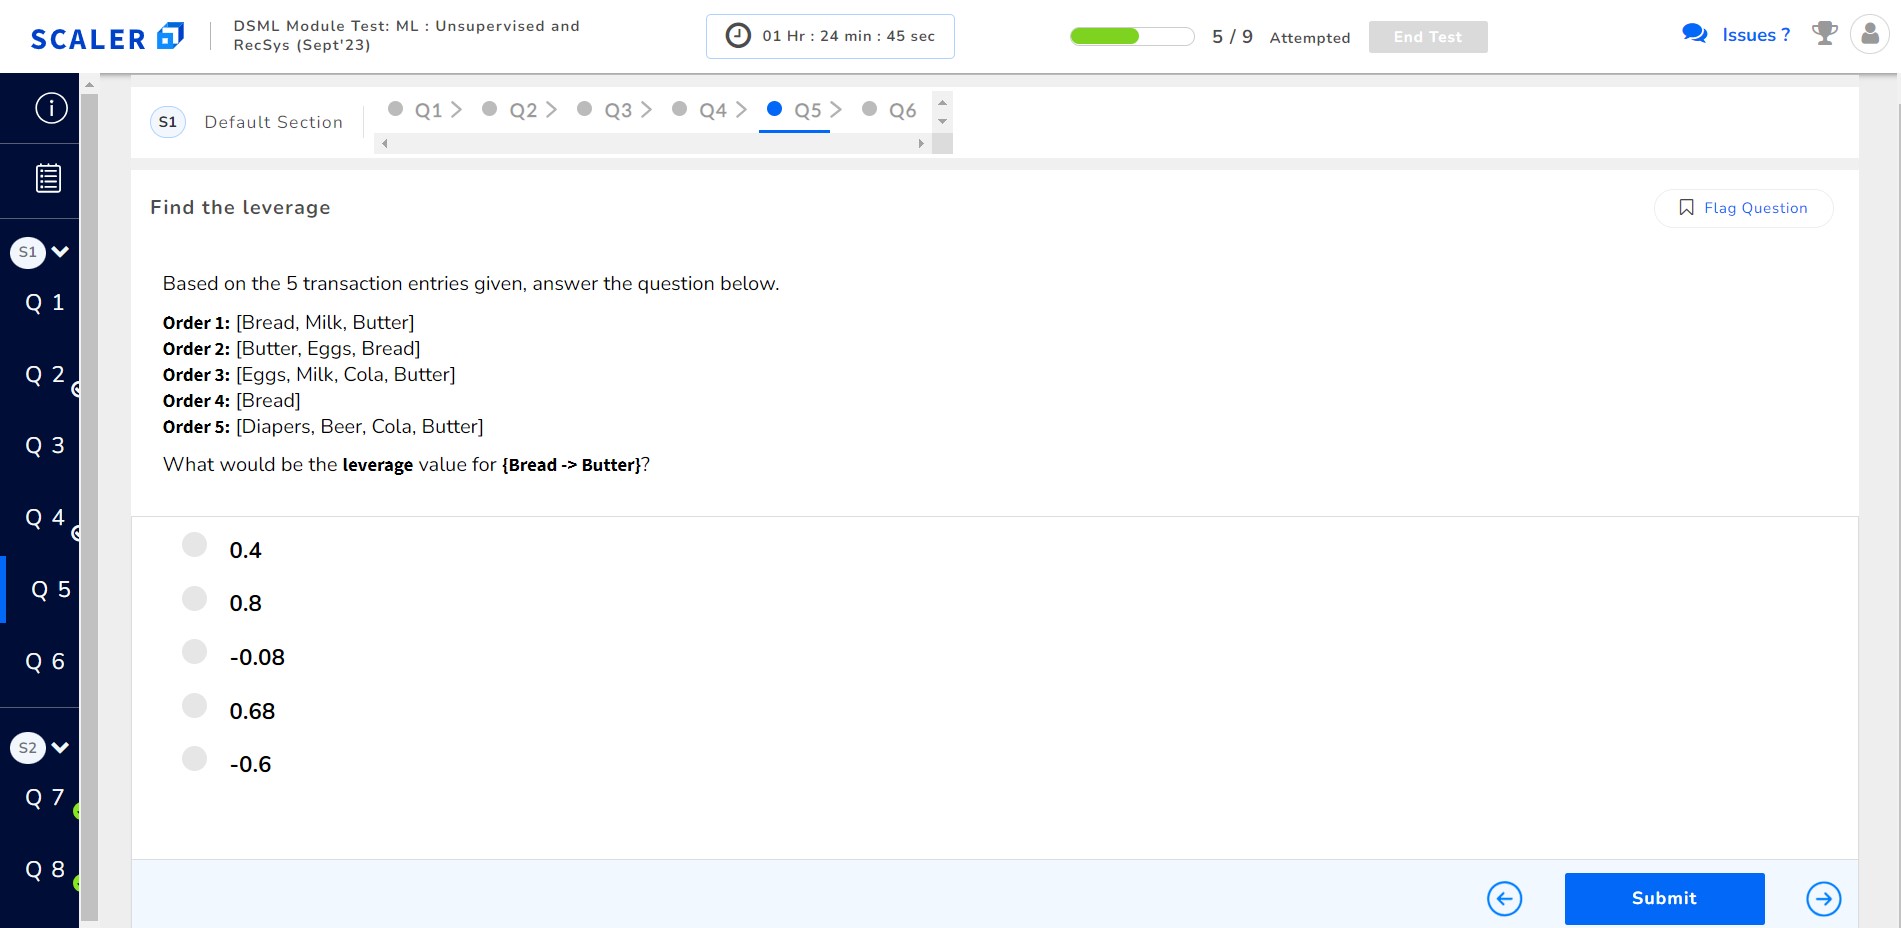 SCALER
DSML Module Test: ML : Unsupervised and
RecSys (Sept'23)
01 Hr : 24 min : 45 sec
5 / 9 Attempted
End Test
Issues ?
S1
Default Section
Q1
Q2
Q3
Q4
Q5
Q6
S1
Q 1
Q 2
Q 3
Q 4
Q 5
Q 6
S2
Q 7
Q 8
Find the leverage
Flag Question
Based on the 5 transaction entries given, answer the question below.
Order 1: [Bread, Milk, Butter]
Order 2: [Butter, Eggs, Bread]
Order 3: [Eggs, Milk, Cola, Butter]
Order 4: [Bread]
Order 5: [Diapers, Beer, Cola, Butter]
What would be the leverage value for {Bread -> Butter}?
0.4
0.8
-0.08
0.68
-0.6
Submit